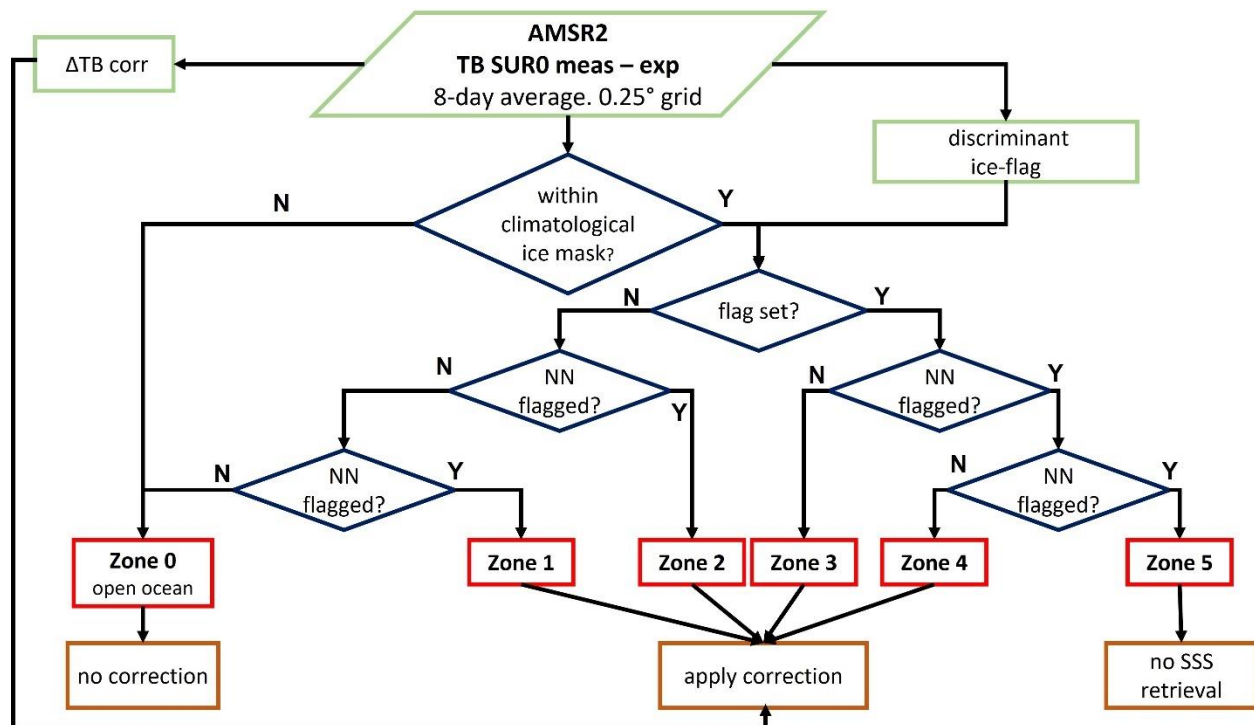 AMSR2
TB SUR0 meas – exp
8-day average. 0.25° grid
ΔTB corr
discriminant
ice-flag
within
climatological
ice mask?
N
Y
flag set?
N
Y
NN
flagged?
N
Y
NN
flagged?
N
Y
NN
flagged?
N
Y
NN
flagged?
N
Y
Zone 0
open ocean
Zone 1
Zone 2
Zone 3
Zone 4
Zone 5
no correction
apply correction
no SSS
retrieval